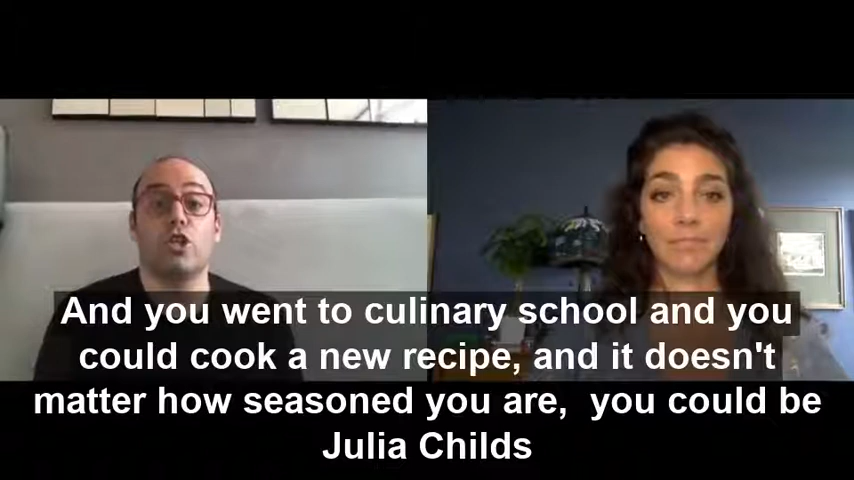 And you went to culinary school and you
could cook a new recipe, and it doesn't
matter how seasoned you are,  you could be
Julia Childs